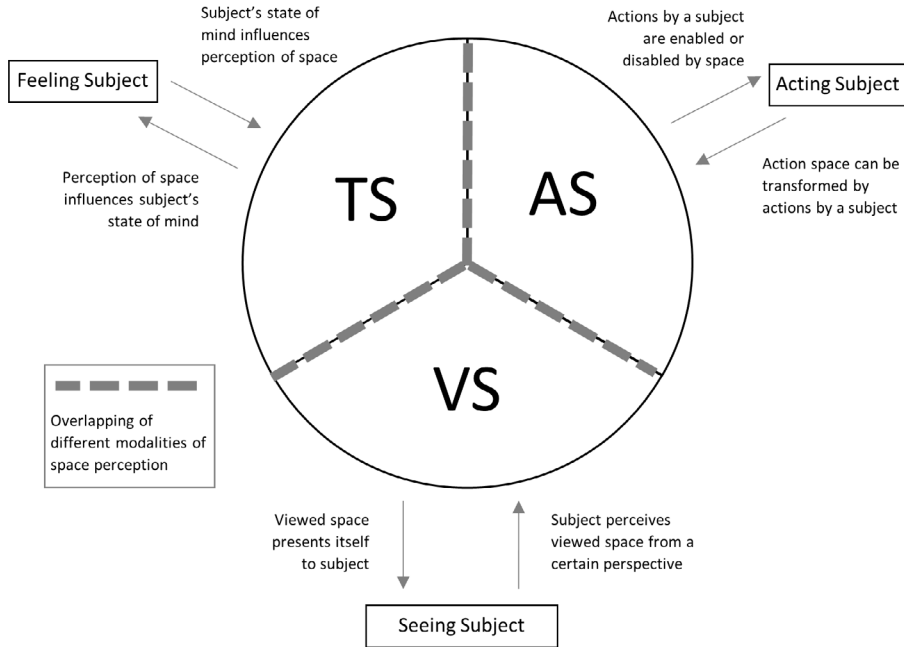 Subject’s state of
mind influences
perception of space
Actions by a subject
are enabled or
disabled by space
Feeling Subject
Acting Subject
Perception of space
influences subject’s
state of mind
TS
AS
Action space can be
transformed by
actions by a subject
VS
Overlapping of
different modalities of
space perception
Viewed space
presents itself
to subject
Subject perceives
viewed space from a
certain perspective
Seeing Subject